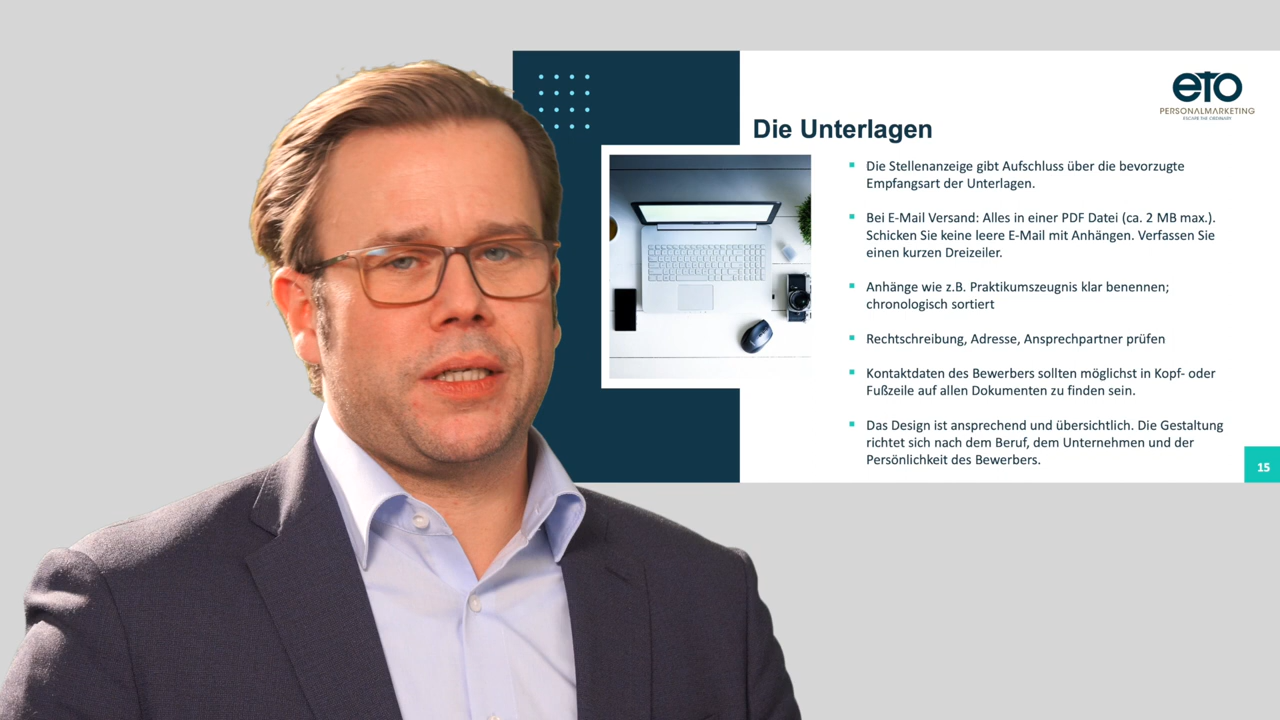 eTO
PERSONALMARKETING
ESCAPE THE ORDINARY
Die Unterlagen
▪ Die Stellenanzeige gibt Aufschluss über die bevorzugte
Empfangsart der Unterlagen.
▪ Bei E-Mail Versand: Alles in einer PDF Datei (ca. 2 MB max.).
Schicken Sie keine leere E-Mail mit Anhängen. Verfassen Sie
einen kurzen Dreizeiler.
▪ Anhänge wie z.B. Praktikumszeugnis klar benennen;
chronologisch sortiert
▪ Rechtschreibung, Adresse, Ansprechpartner prüfen
▪ Kontaktdaten des Bewerbers sollten möglichst in Kopf- oder
Fußzeile auf allen Dokumenten zu finden sein.
▪ Das Design ist ansprechend und übersichtlich. Die Gestaltung
richtet sich nach dem Beruf, dem Unternehmen und der
Persönlichkeit des Bewerbers.
15